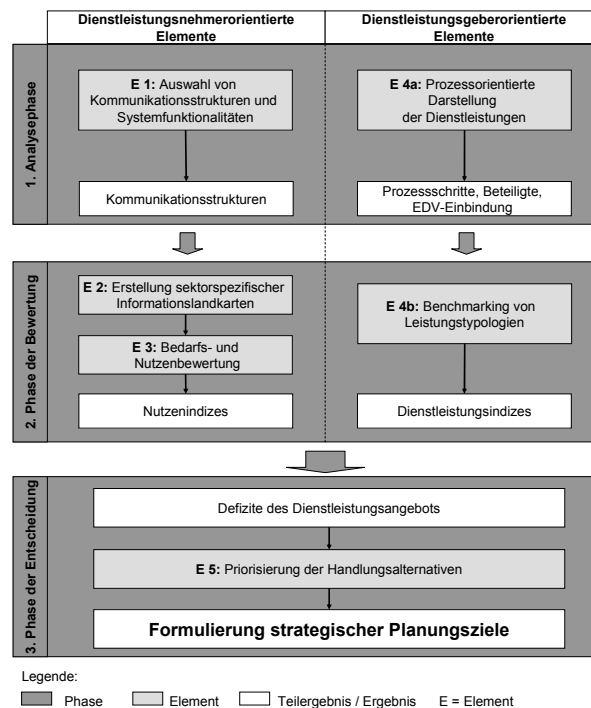 Dienstleistungsnehmerorientierte
Elemente
Dienstleistungsgeberorientierte
Elemente
1. Analysephase
E 1: Auswahl von
Kommunikationsstrukturen und
Systemfunktionalitäten
Kommunikationsstrukturen
E 4a: Prozessorientierte
Darstellung
der Dienstleistungen
Prozessschritte, Beteiligte,
EDV-Einbindung
2. Phase der Bewertung
E 2: Erstellung sektorspezifischer
Informationslandkarten
E 3: Bedarfs- und
Nutzenbewertung
Nutzenindizes
E 4b: Benchmarking von
Leistungstypologien
Dienstleistungsindizes
3. Phase der Entscheidung
Defizite des Dienstleistungsangebots
E 5: Priorisierung der Handlungsalternativen
Formulierung strategischer Planungsziele
Legende:
Phase Element Teilergebnis / Ergebnis E = Element